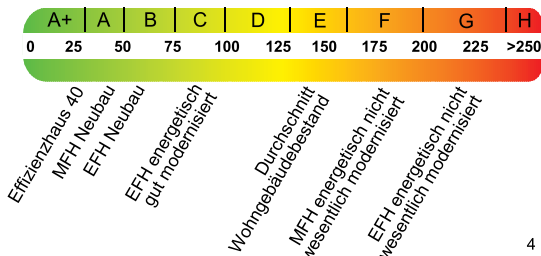 A+ A B C D E F G H
0 25 50 75 100 125 150 175 200 225 >250
Effizienzhaus 40
MFH Neubau
EFH Neubau
EFH energetisch
gut modernisiert
Durchschnitt
Wohngebäudebestand
MFH energetisch nicht
wesentlich modernisiert
EFH energetisch nicht
wesentlich modernisiert
4